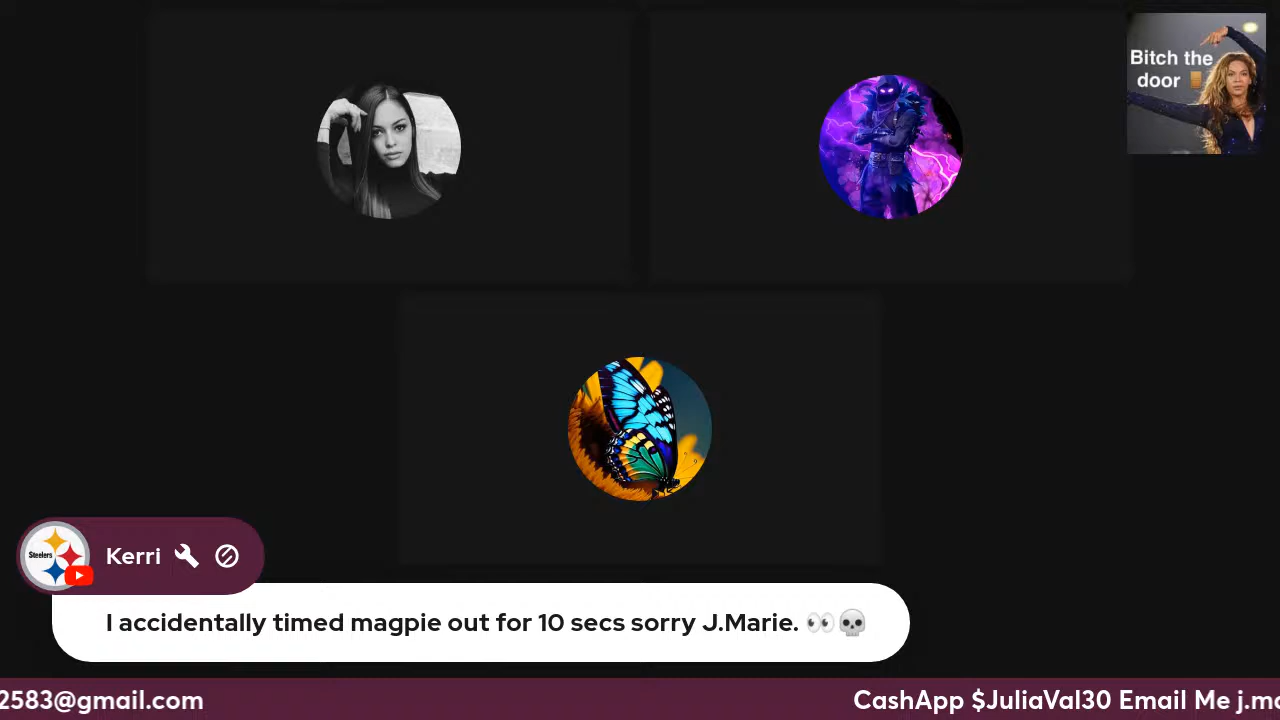 Bitch the
door 🚪
Steelers
Kerri
I accidentally timed magpie out for 10 secs sorry J.Marie. 👀💀
2583@gmail.com
CashApp $JuliaVal30 Email Me j.ma